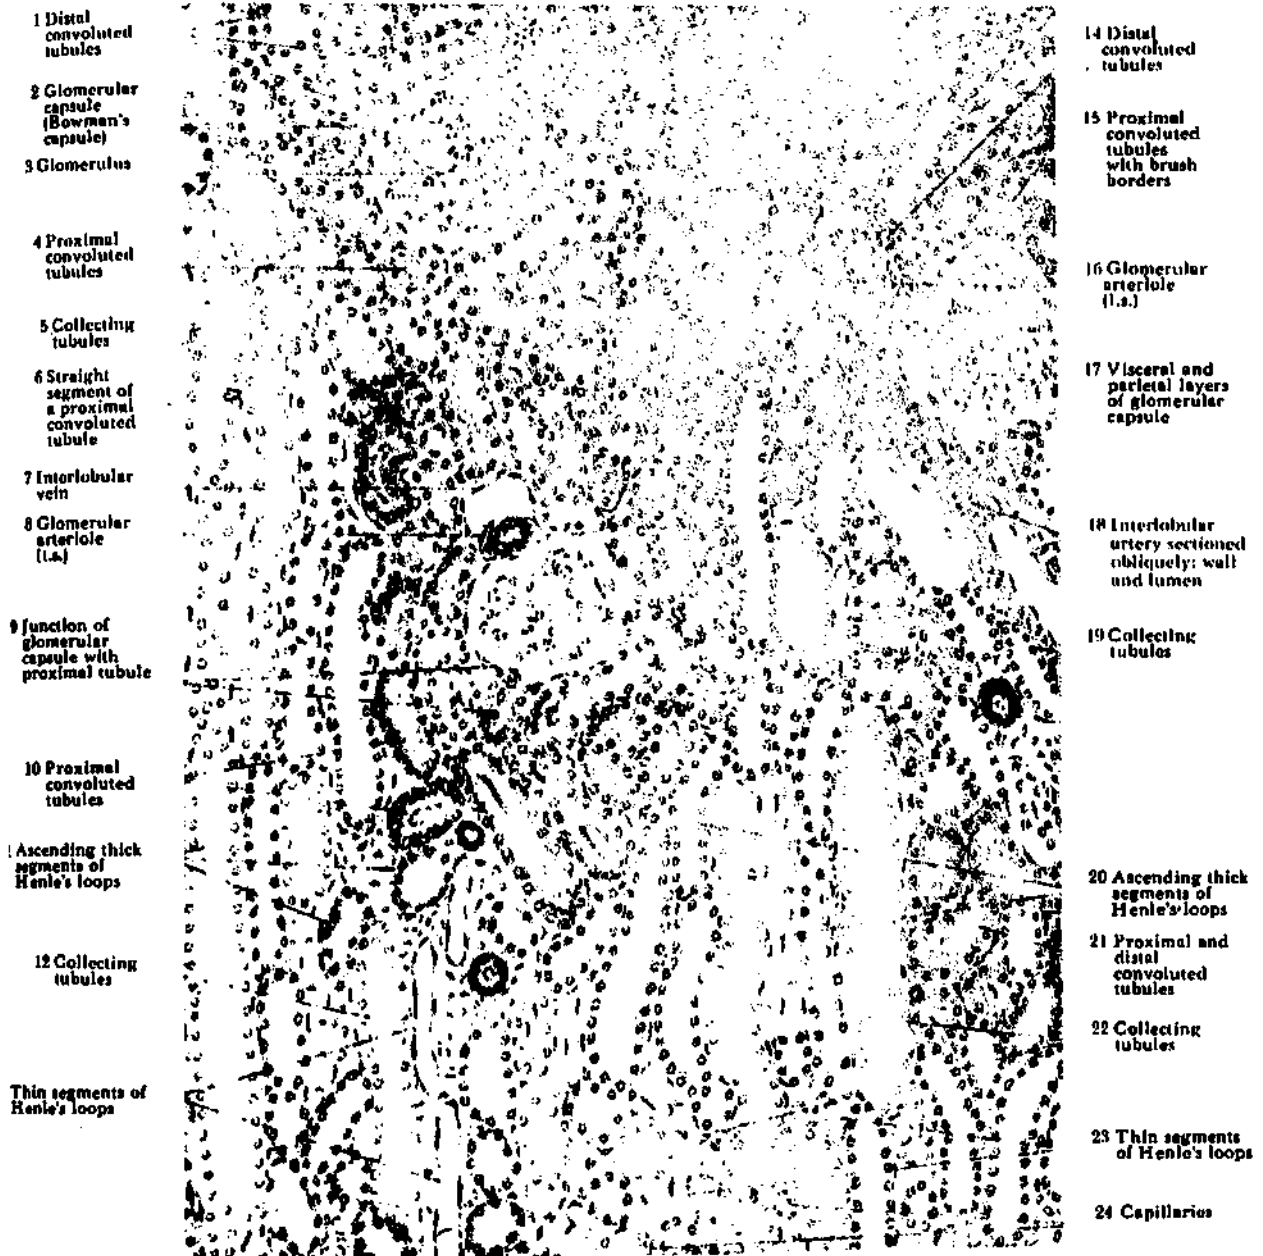 1 Distal
convoluted
tubules
2 Glomerular
capsule
(Bowman's
capsule)
3 Glomerulus
4 Proximal
convoluted
tubules
5 Collecting
tubules
6 Straight
segment of
a proximal
convoluted
tubule
7 Interlobular
vein
8 Glomerular
arteriole
(l.s.)
9 Junction of
glomerular
capsule with
proximal tubule
10 Proximal
convoluted
tubules
Ascending thick
segments of
Henle's loops
12 Collecting
tubules
Thin segments of
Henle's loops
14 Distal
convoluted
tubules
15 Proximal
convoluted
tubules
with brush
borders
16 Glomerular
arteriole
(l.s.)
17 Visceral and
parietal layers
of glomerular
capsule
18 Interlobular
artery sectioned
obliquely: wall
and lumen
19 Collecting
tubules
20 Ascending thick
segments of
Henle's loops
21 Proximal and
distal
convoluted
tubules
22 Collecting
tubules
23 Thin segments
of Henle's loops
24 Capillaries